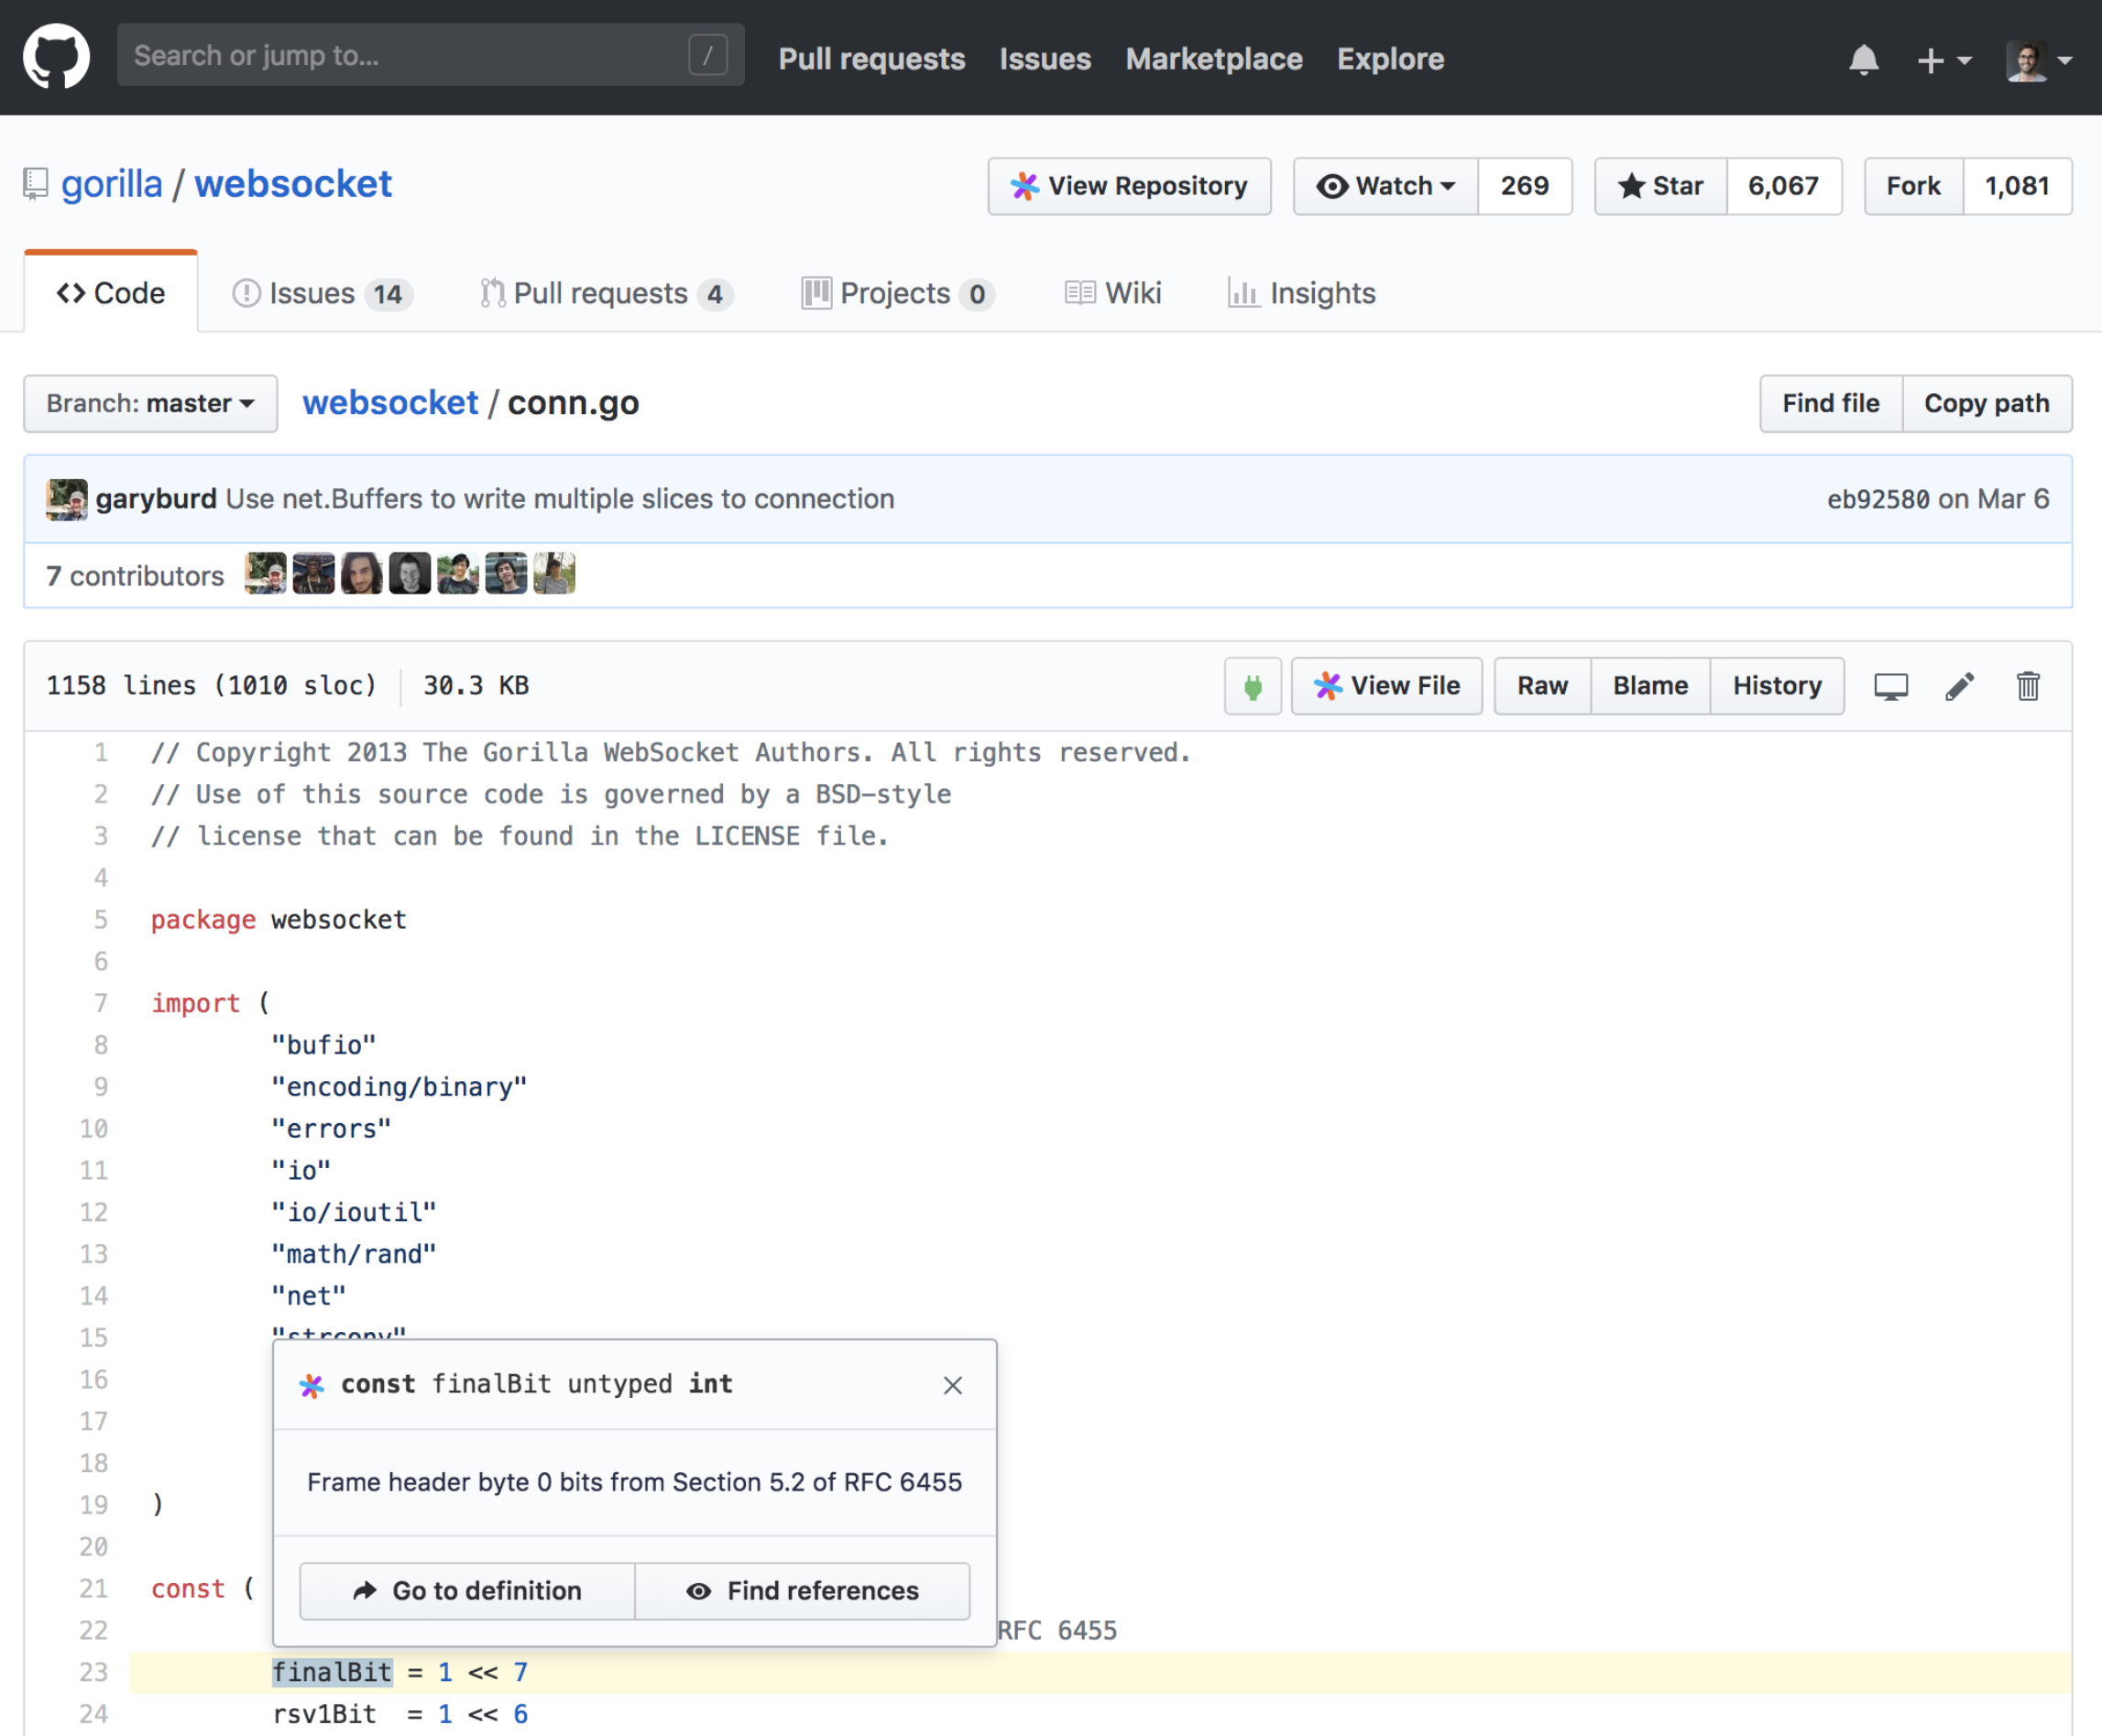 Search or jump to... /
Pull requests Issues Marketplace Explore
gorilla / websocket
View Repository Watch 269 Star 6,067 Fork 1,081
Code Issues 14 Pull requests 4 Projects 0 Wiki Insights
Branch: master websocket / conn.go Find file Copy path
garyburd Use net.Buffers to write multiple slices to connection eb92580 on Mar 6
7 contributors
1158 lines (1010 sloc) 30.3 KB View File Raw Blame History
1 // Copyright 2013 The Gorilla WebSocket Authors. All rights reserved.
2 // Use of this source code is governed by a BSD-style
3 // license that can be found in the LICENSE file.
4
5 package websocket
6
7 import (
8 "bufio"
9 "encoding/binary"
10 "errors"
11 "io"
12 "io/ioutil"
13 "math/rand"
14 "net"
15 "strconv"
16
17
18
19 )
20
21 const (
22 RFC 6455
23 finalBit = 1 << 7
24 rsv1Bit = 1 << 6
const finalBit untyped int
Frame header byte 0 bits from Section 5.2 of RFC 6455
Go to definition Find references